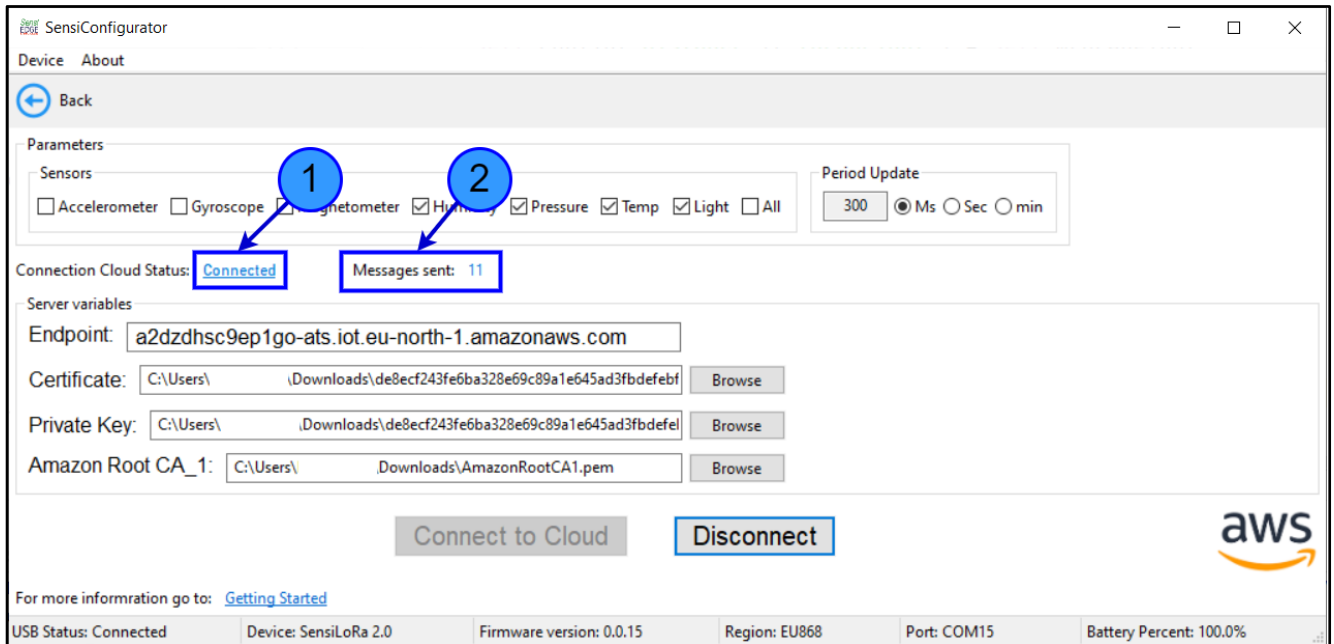 SensiConfigurator
Device About
Back
Parameters
Sensors
Period Update
Accelerometer Gyroscope Pressure Temp Light All
300 Ms Sec min
1
2
Connection Cloud Status: Connected Messages sent: 11
Server variables
Endpoint: a2dzdhsc9ep1go-ats.iot.eu-north-1.amazonaws.com
Certificate: C:\Users\ \Downloads\de8ecf243fe6ba328e69c89a1e645ad3fbdefebf Browse
Private Key: C:\Users\ \Downloads\de8ecf243fe6ba328e69c89a1e645ad3fbdefel Browse
Amazon Root CA_1: C:\Users\ \Downloads\AmazonRootCA1.pem Browse
Connect to Cloud Disconnect
aws
For more informration go to: Getting Started
USB Status: Connected Device: SensiLoRa 2.0 Firmware version: 0.0.15 Region: EU868 Port: COM15 Battery Percent: 100.0%